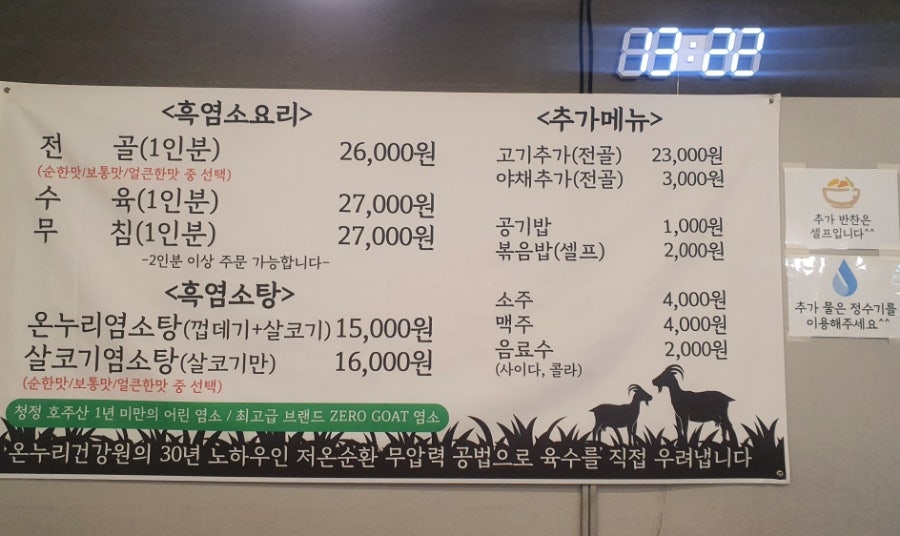 13:22
<흑염소요리>
전 골(1인분) 26,000원
(순한맛/보통맛/얼큰한맛 중 선택)
수 육(1인분) 27,000원
무 침(1인분) 27,000원
-2인분 이상 주문 가능합니다-
<흑염소탕>
온누리염소탕(껍데기+살코기) 15,000원
살코기염소탕(살코기만) 16,000원
(순한맛/보통맛/얼큰한맛 중 선택)
청정 호주산 1년 미만의 어린 염소 / 최고급 브랜드 ZERO GOAT 염소
<추가메뉴>
고기추가(전골) 23,000원
야채추가(전골) 3,000원
공기밥 1,000원
볶음밥(셀프) 2,000원
소주 4,000원
맥주 4,000원
음료수 2,000원
(사이다, 콜라)
온누리건강원의 30년 노하우인 저온순환 무압력 공법으로 육수를 직접 우려냅니다
추가 반찬은
셀프입니다^^
추가 물은 정수기를
이용해주세요^^